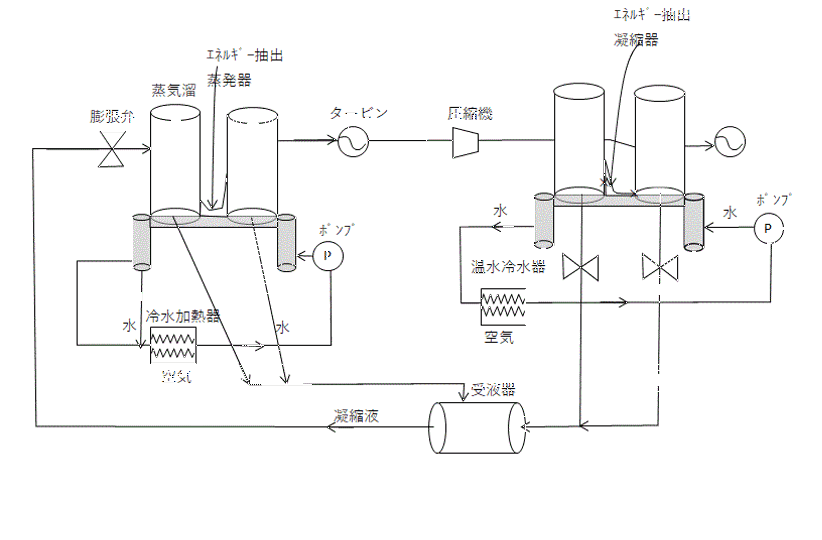 エネルギー抽出
凝縮器
エネルギー抽出
蒸発器
蒸気溜
膨張弁
タービン
圧縮機
ポンプ
水
水
P
ポンプ
P
温水冷水器
冷水加熱器
水
水
空気
空気
受液器
凝縮液